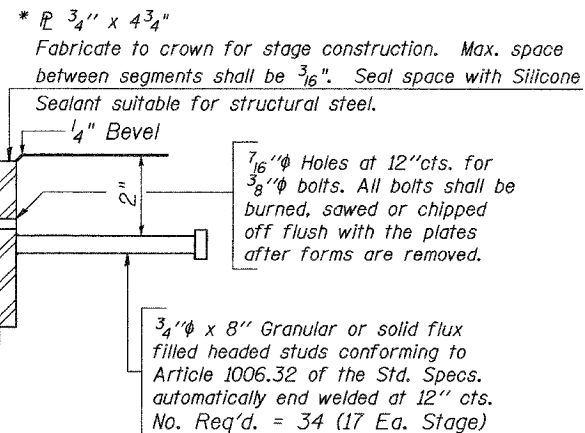 * ℄ 3/4" x 4 3/4"
Fabricate to crown for stage construction. Max. space
between segments shall be 3/16". Seal space with Silicone
Sealant suitable for structural steel.
1/4" Bevel
2"
7/16"ϕ Holes at 12"cts. for
3/8"ϕ bolts. All bolts shall be
burned, sawed or chipped
off flush with the plates
after forms are removed.
3/4"ϕ x 8" Granular or solid flux
filled headed studs conforming to
Article 1006.32 of the Std. Specs.
automatically end welded at 12" cts.
No. Req'd. = 34 (17 Ea. Stage)